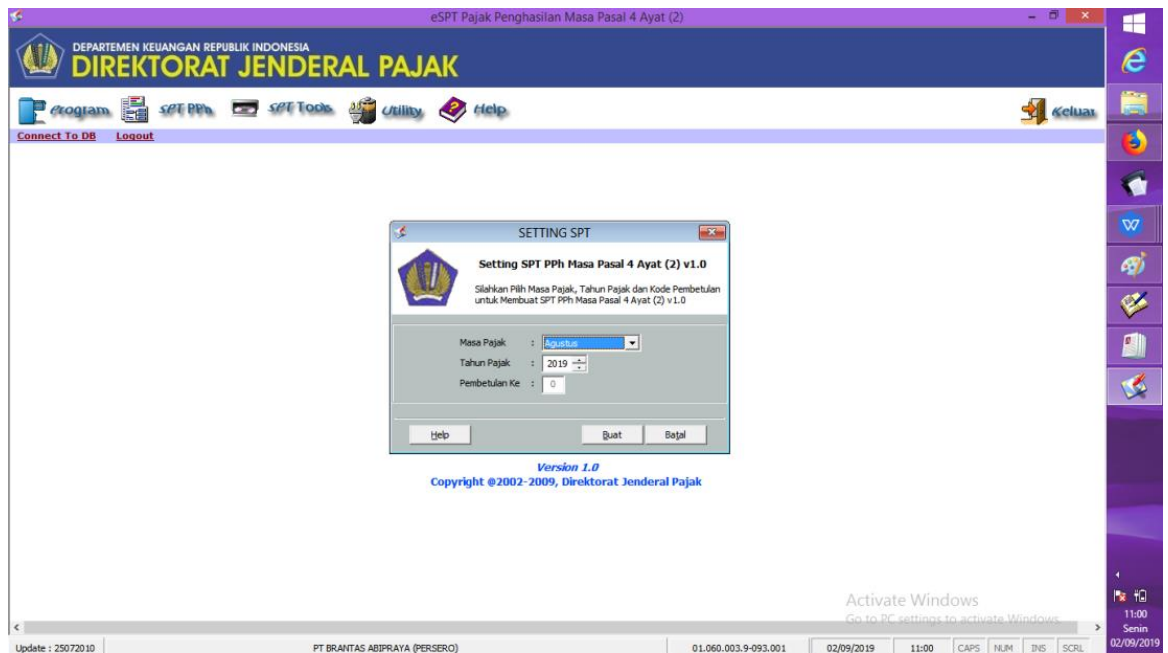 eSPT Pajak Penghasilan Masa Pasal 4 Ayat (2)
DEPARTEMEN KEUANGAN REPUBLIK INDONESIA
DIREKTORAT JENDERAL PAJAK
Program SPT PPh SPT Tools Utility Help Keluar
Connect To DB Logout
SETTING SPT
Setting SPT PPh Masa Pasal 4 Ayat (2) v1.0
Silahkan Pilih Masa Pajak, Tahun Pajak dan Kode Pembetulan
untuk Membuat SPT PPh Masa Pasal 4 Ayat (2) v1.0
Masa Pajak : Agustus
Tahun Pajak : 2019
Pembetulan Ke : 0
Help Buat Batal
Version 1.0
Copyright @2002-2009, Direktorat Jenderal Pajak
Activate Windows
Go to PC settings to activate Windows.
Update : 25072010 PT BRANTAS ABIPRAYA (PERSERO) 01.060.003.9-093.001 02/09/2019 11:00 CAPS NUM INS SCRL
11:00
Senin
02/09/2019